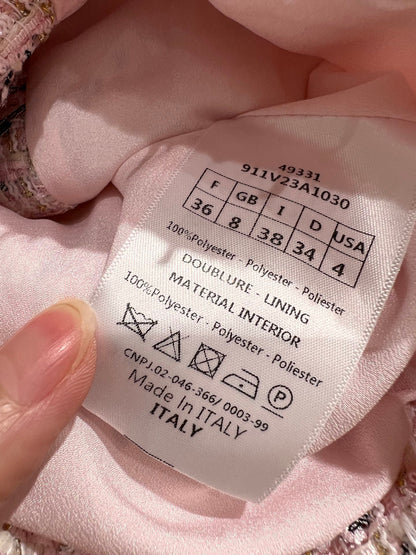 49331
911V23A1030
F GB I D USA
36 8 38 34 4
100%Polyester - Polyester - Poliester
DOUBLURE - LINING
MATERIAL INTERIOR
100%Polyester - Polyester - Poliester
P
CNPJ.02-046-366/ 0003-99
Made In ITALY
ITALY